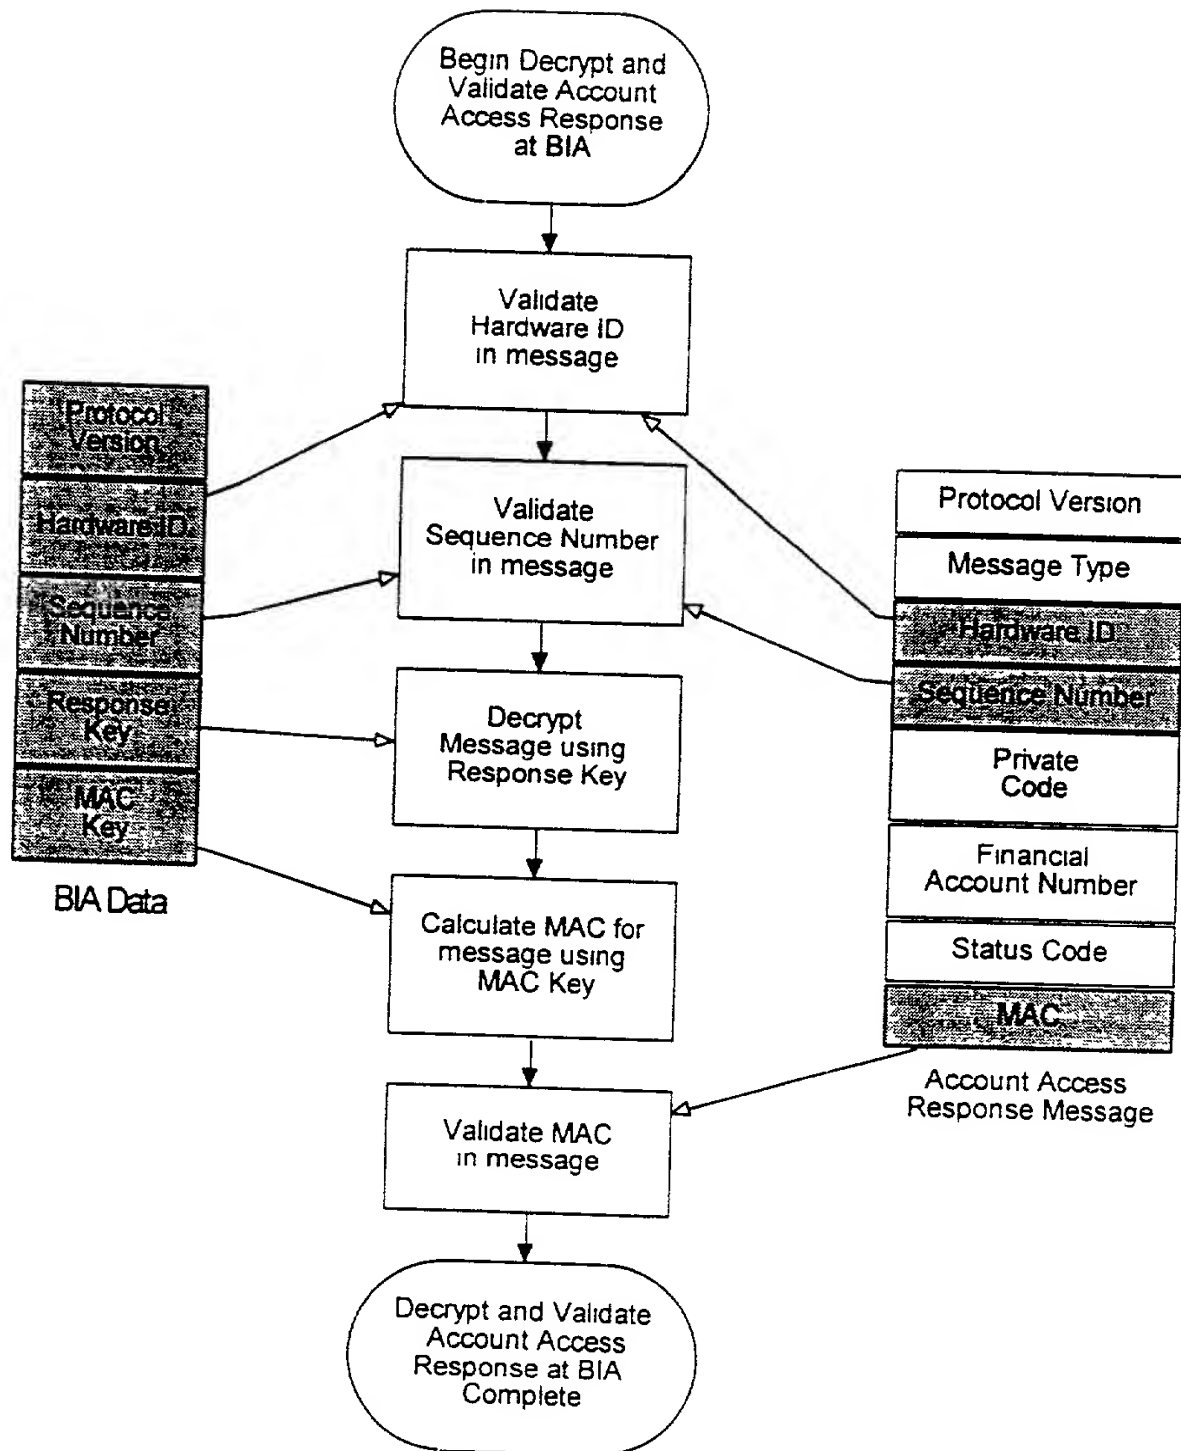 Begin Decrypt and
Validate Account
Access Response
at BIA
Validate
Hardware ID
in message
Validate
Sequence Number
in message
Decrypt
Message using
Response Key
Calculate MAC for
message using
MAC Key
Validate MAC
in message
Decrypt and Validate
Account Access
Response at BIA
Complete
Protocol
Version
Hardware ID
Sequence
Number
Response
Key
MAC
Key
BIA Data
Protocol Version
Message Type
Hardware ID
Sequence Number
Private
Code
Financial
Account Number
Status Code
MAC
Account Access
Response Message